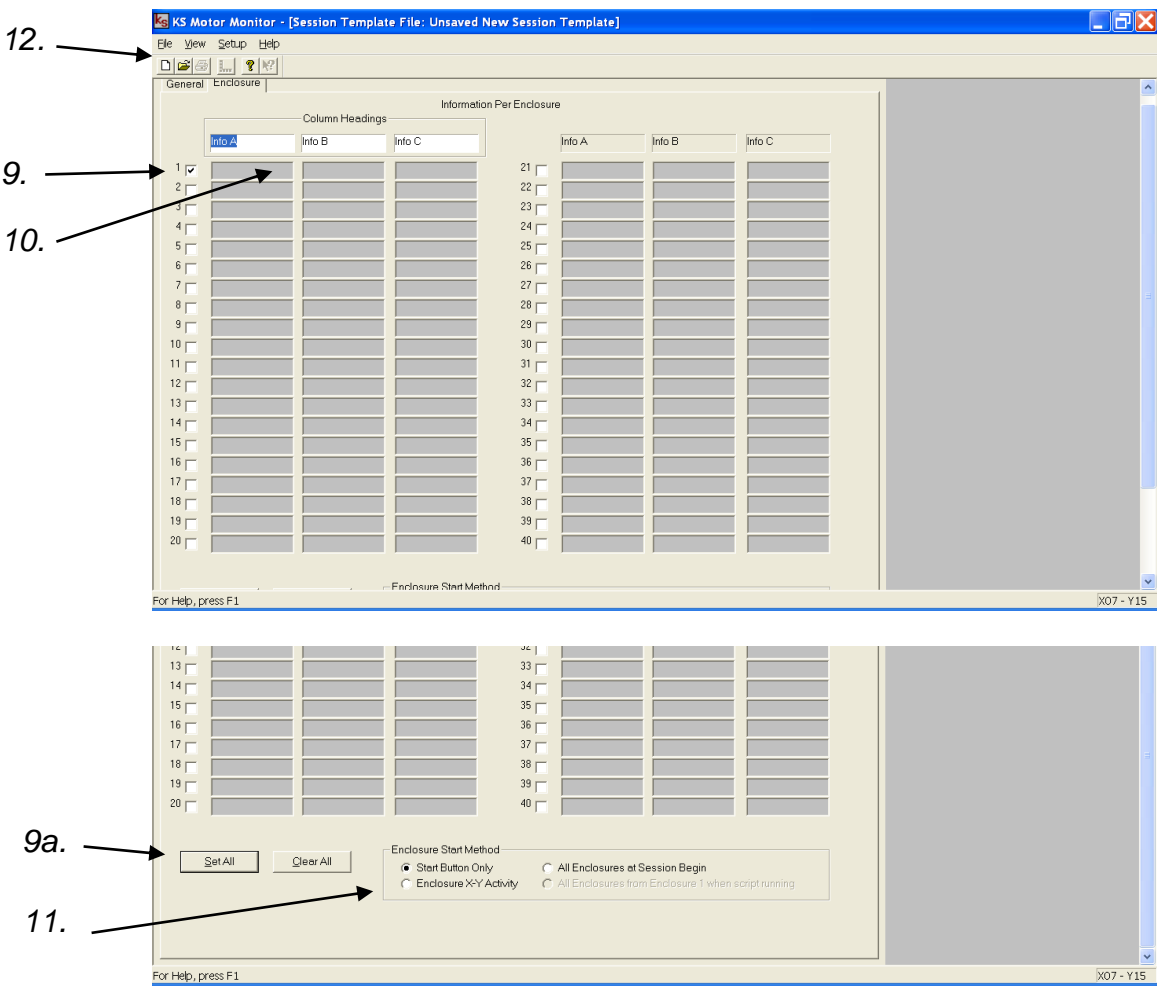 12.
KS Motor Monitor - [Session Template File: Unsaved New Session Template]
File View Setup Help
General Enclosure
Information Per Enclosure
Column Headings
Info A Info B Info C Info A Info B Info C
9.
1 21
2 22
3 23
10.
4 24
5 25
6 26
7 27
8 28
9 29
10 30
11 31
12 32
13 33
14 34
15 35
16 36
17 37
18 38
19 39
20 40
Enclosure Start Method
For Help, press F1 X07 - Y15
12 32
13 33
14 34
15 35
16 36
17 37
18 38
19 39
20 40
9a.
Set All Clear All
Enclosure Start Method
Start Button Only All Enclosures at Session Begin
Enclosure X-Y Activity All Enclosures from Enclosure 1 when script running
11.
For Help, press F1 X07 - Y15